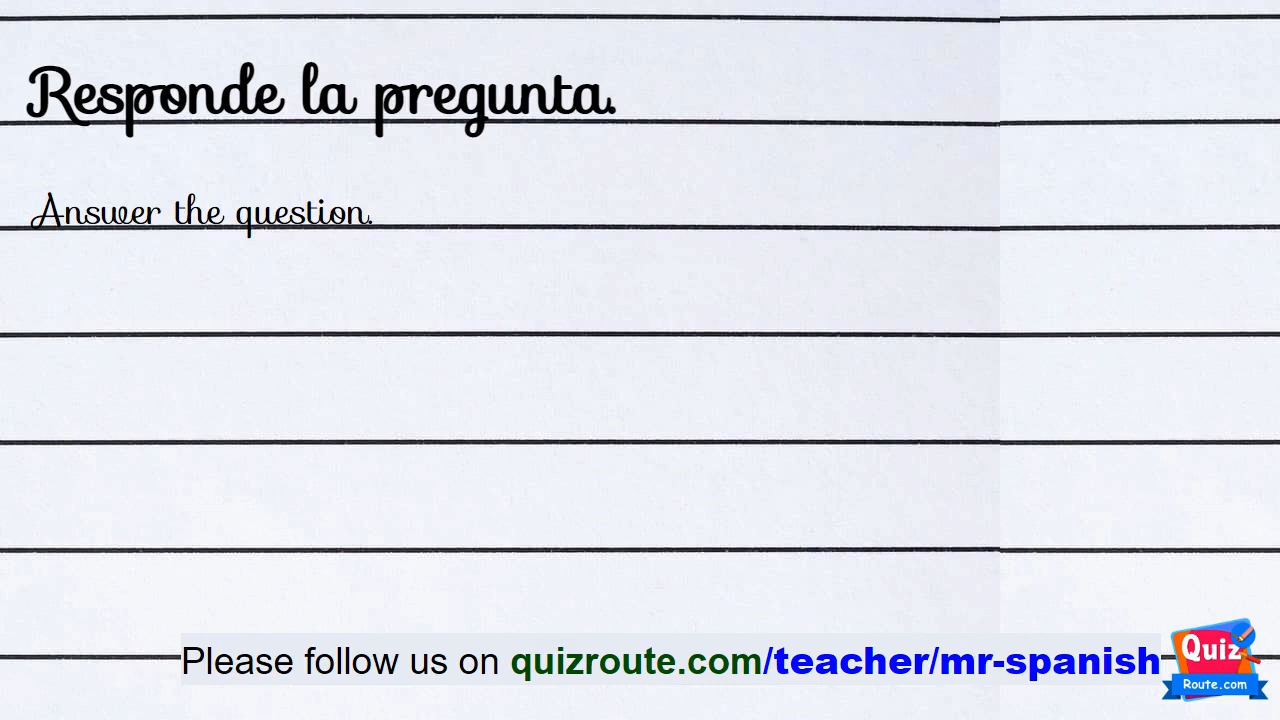 Responde la pregunta.
Answer the question.
Please follow us on quizroute.com/teacher/mr-spanish
Quiz
Route.com